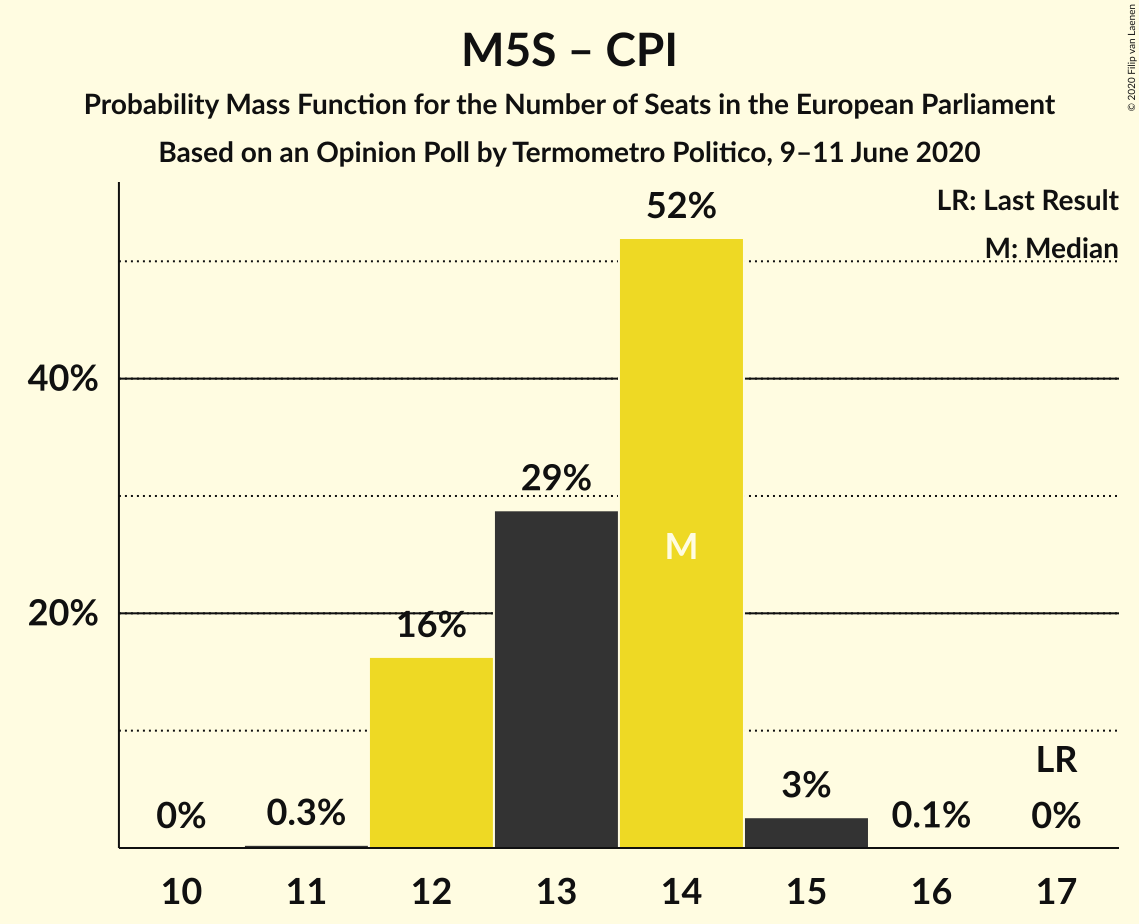 M5S – CPI
Probability Mass Function for the Number of Seats in the European Parliament
Based on an Opinion Poll by Termometro Politico, 9–11 June 2020
© 2020 Filip van Laenen
LR: Last Result
M: Median
52%
40%
29%
M
20%
16%
LR
0%
0.3%
3%
0.1%
0%
10
11
12
13
14
15
16
17